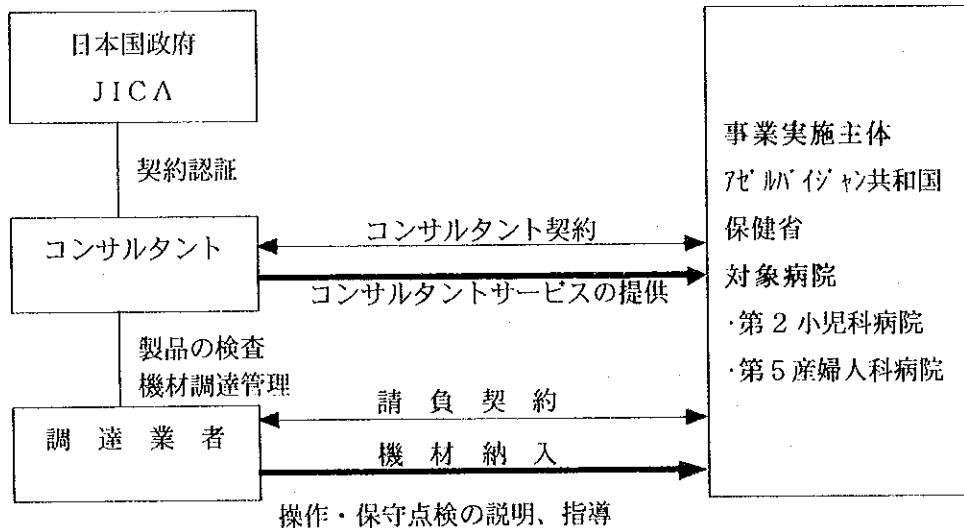 日本国政府
JICA
契約認証
コンサルタント
コンサルタント契約
コンサルタントサービスの提供
製品の検査
機材調達管理
調達業者
請負契約
機材納入
操作・保守点検の説明、指導
事業実施主体
ｱｾﾞﾙﾊﾞｲｼﾞｬﾝ共和国
保健省
対象病院
・第2小児科病院
・第5産婦人科病院